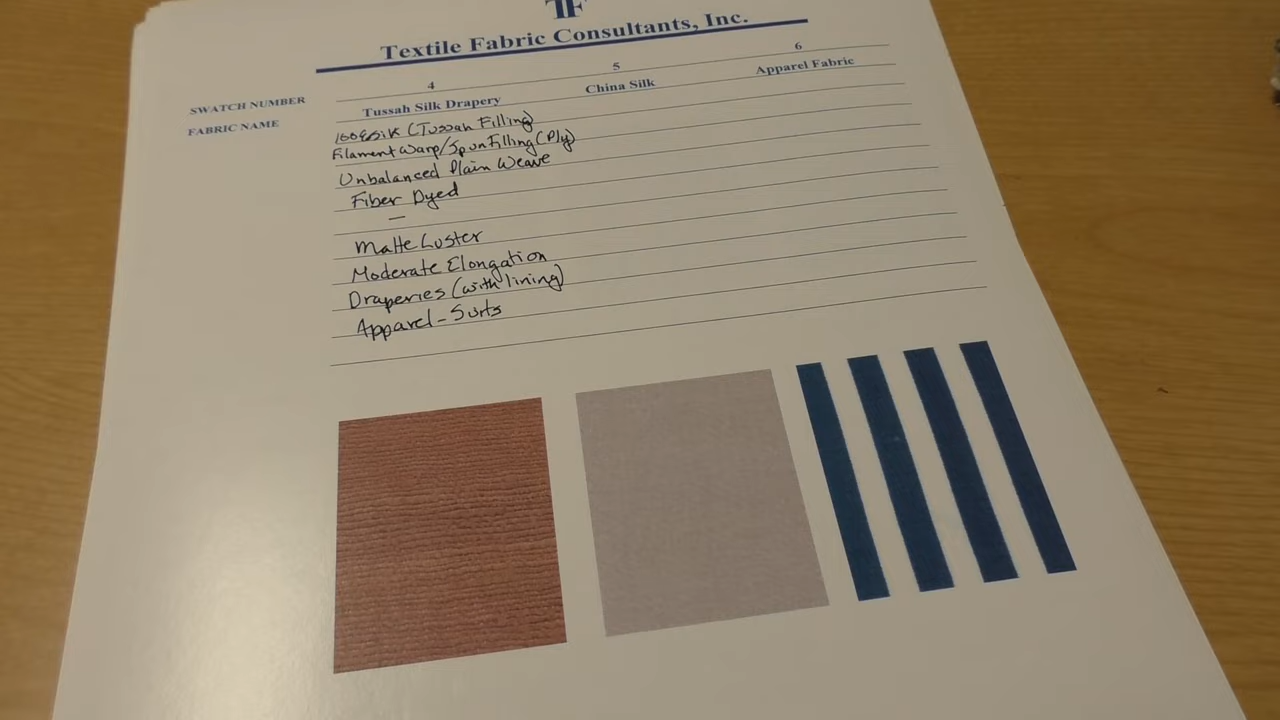 TF
Textile Fabric Consultants, Inc.
SWATCH NUMBER 4 5 6
FABRIC NAME Tussah Silk Drapery China Silk Apparel Fabric
100% Silk (Tussah Filling)
Filament Warp/Spun Filling (Ply)
Unbalanced Plain Weave
Fiber Dyed
—
Matte Luster
Moderate Elongation
Draperies (with lining)
Apparel - Suits